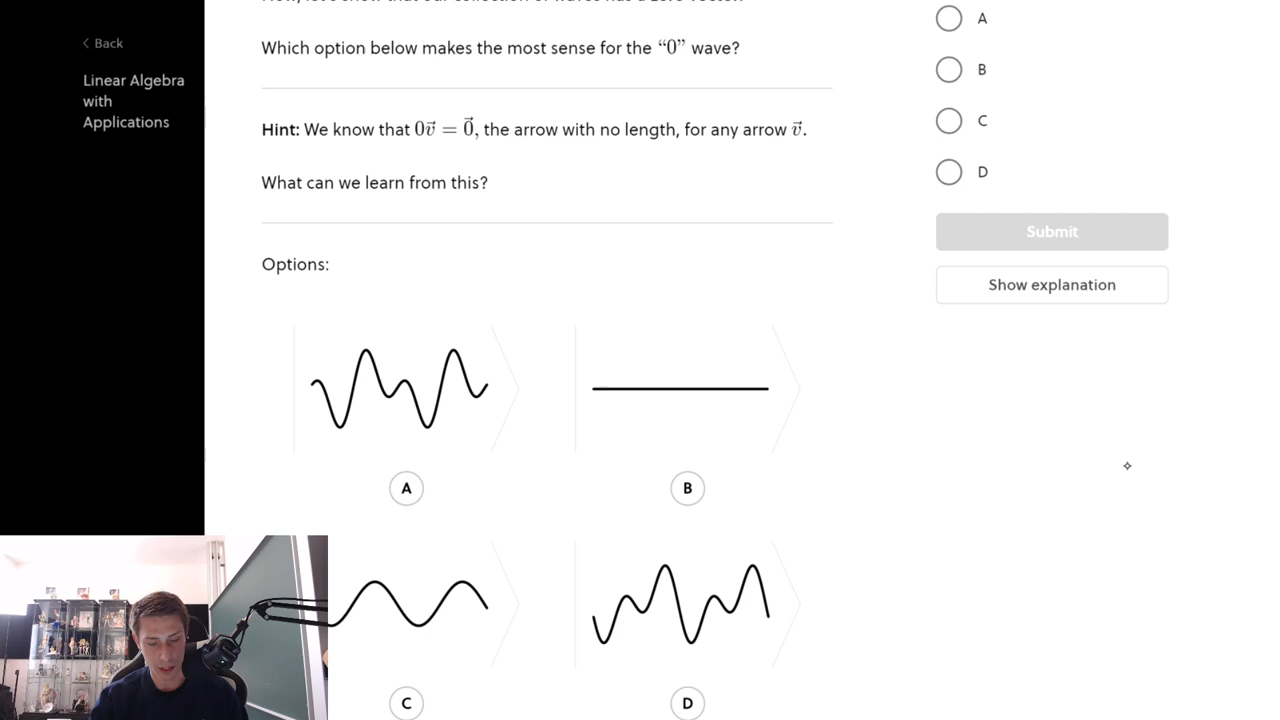 < Back
Linear Algebra
with
Applications
Which option below makes the most sense for the “0” wave?
Hint: We know that 0v⃗ = 0⃗, the arrow with no length, for any arrow v⃗.
What can we learn from this?
Options:
A
B
C
D
A
B
C
D
Submit
Show explanation